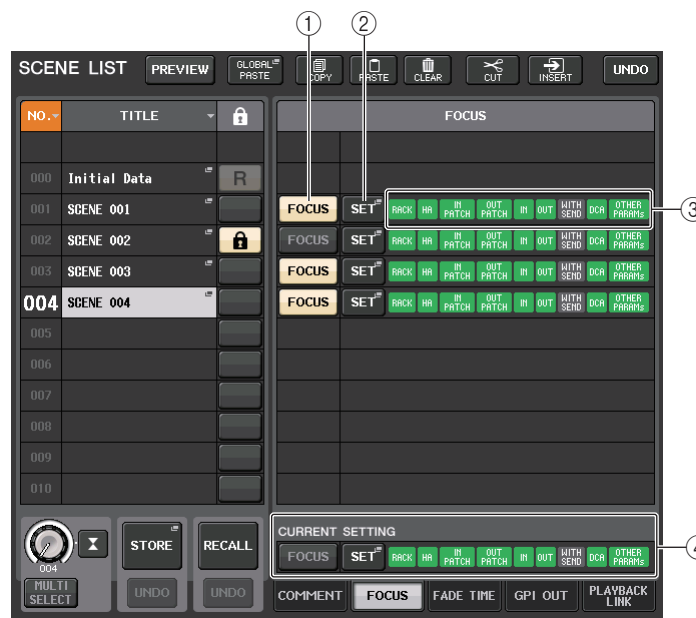 ① ②
SCENE LIST PREVIEW GLOBAL PASTE COPY PASTE CLEAR CUT INSERT UNDO
NO. TITLE FOCUS
000 Initial Data R
001 SCENE 001 FOCUS SET RACK HA IN PATCH OUT PATCH IN OUT WITH SEND DCA OTHER PARAMs ③
002 SCENE 002 FOCUS SET RACK HA IN PATCH OUT PATCH IN OUT WITH SEND DCA OTHER PARAMs
003 SCENE 003 FOCUS SET RACK HA IN PATCH OUT PATCH IN OUT WITH SEND DCA OTHER PARAMs
004 SCENE 004 FOCUS SET RACK HA IN PATCH OUT PATCH IN OUT WITH SEND DCA OTHER PARAMs
005
006
007
008
009
010
CURRENT SETTING
STORE RECALL FOCUS SET RACK HA IN PATCH OUT PATCH IN OUT WITH SEND DCA OTHER PARAMs ④
004
MULTI SELECT UNDO UNDO COMMENT FOCUS FADE TIME GPI OUT PLAYBACK LINK